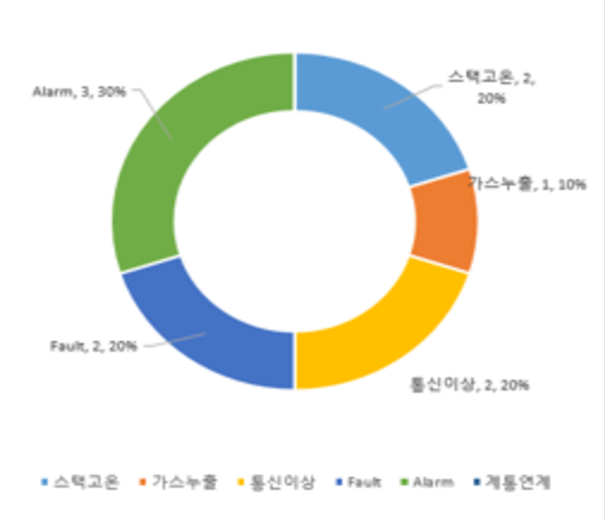 스택고온, 2,
20%
Alarm, 3, 30%
가스누출, 1, 10%
Fault, 2, 20%
통신이상, 2, 20%
스택고온 가스누출 통신이상 Fault Alarm 계통연계